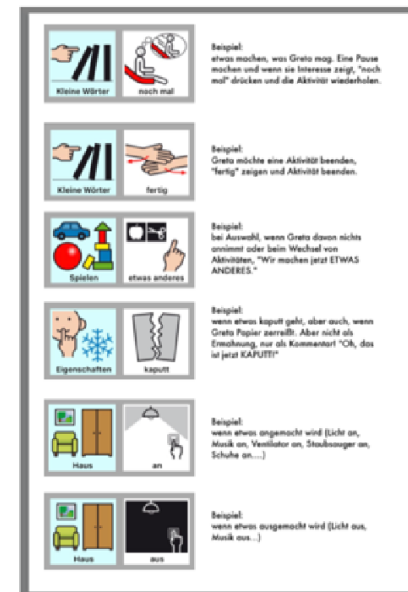 Kleine Wörter
noch mal
Beispiel:
etwas machen, was Greta mag. Eine Pause
machen und wenn sie Interesse zeigt, "noch
mal" drücken und die Aktivität wiederholen.
Kleine Wörter
fertig
Beispiel:
Greta möchte eine Aktivität beenden,
"fertig" zeigen und Aktivität beenden.
Spielen
etwas anderes
Beispiel:
bei Auswahl, wenn Greta davon nichts
annimmt oder beim Wechsel von
Aktivitäten, "Wir machen jetzt ETWAS
ANDERES."
Eigenschaften
kaputt
Beispiel:
wenn etwas kaputt geht, aber auch, wenn
Greta Papier zerreißt. Aber nicht als
Ermahnung, nur als Kommentar! "Oh, das
ist jetzt KAPUTT!"
Haus
an
Beispiel:
wenn etwas angemacht wird (Licht an,
Musik an, Ventilator an, Staubsauger an,
Schuhe an....)
Haus
aus
Beispiel:
wenn etwas ausgemacht wird (Licht aus,
Musik aus...)